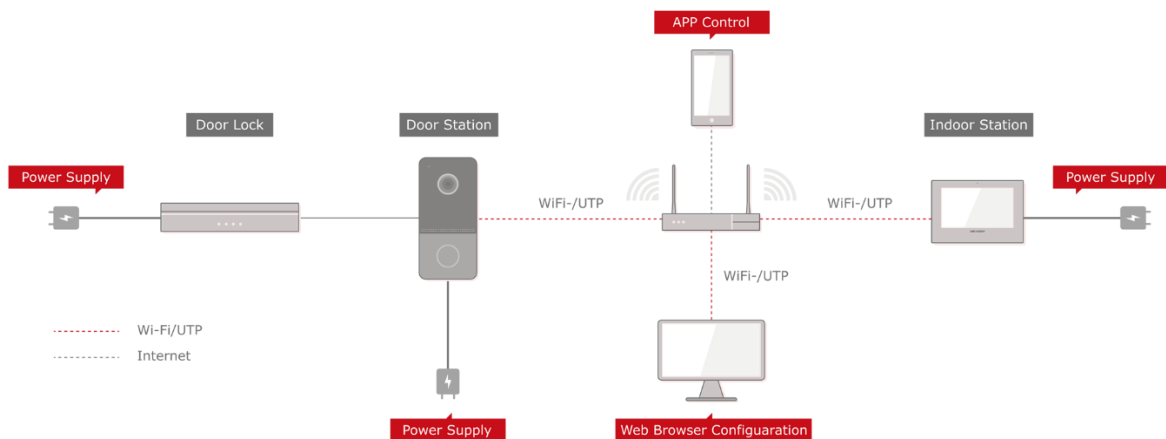 APP Control
Door Lock
Door Station
Indoor Station
Power Supply
Power Supply
WiFi-/UTP
WiFi-/UTP
WiFi-/UTP
Wi-Fi/UTP
Internet
Power Supply
Web Browser Configuaration